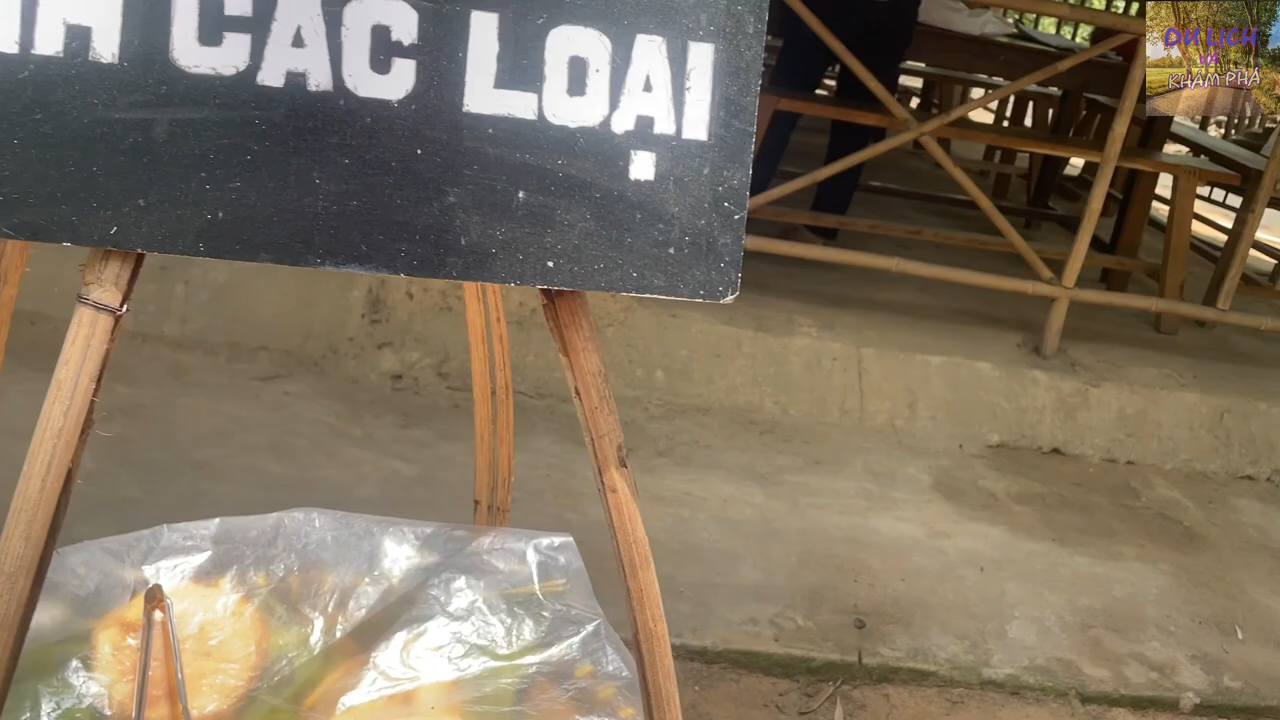 CÁC LOẠI
DU LỊCH
VÀ
KHÁM PHÁ